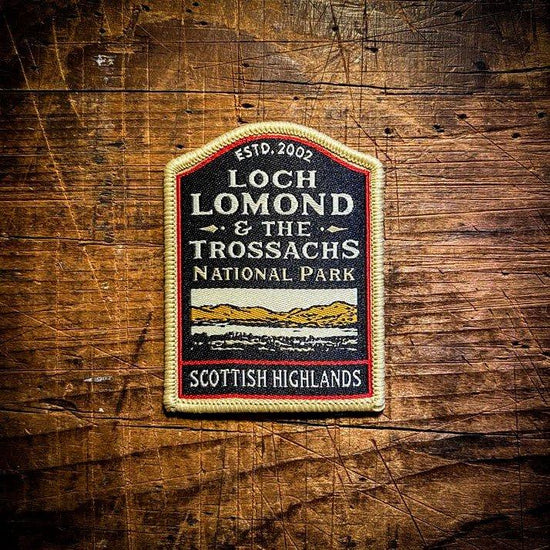 ESTD. 2002
LOCH
LOMOND
& THE
TROSSACHS
NATIONAL PARK
SCOTTISH HIGHLANDS